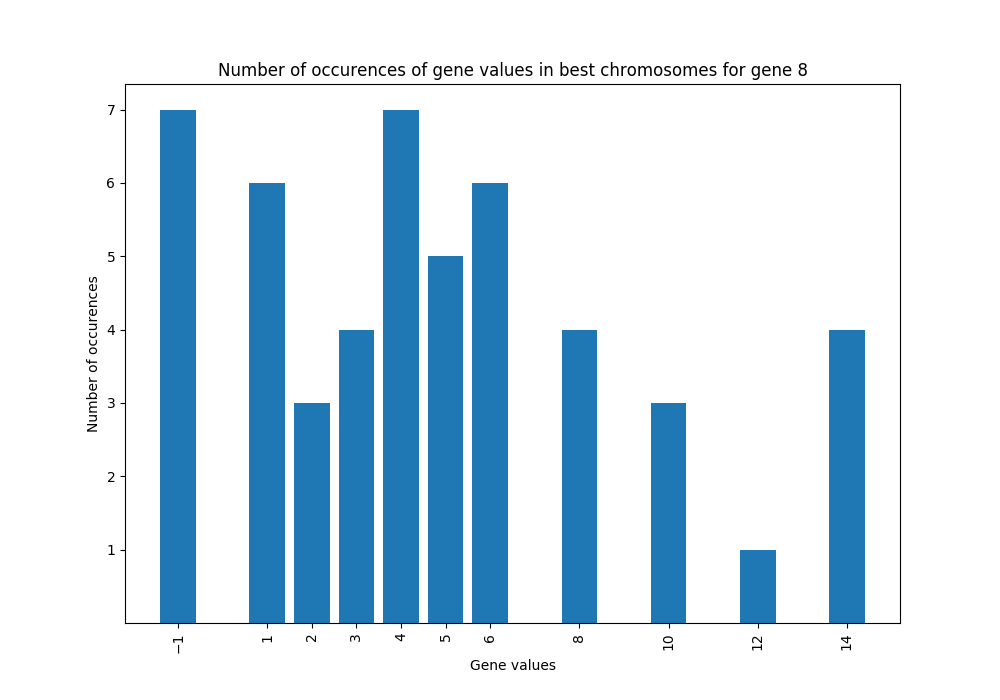 Number of occurences of gene values in best chromosomes for gene 8
Number of occurences
7
6
5
4
3
2
1
−1 1 2 3 4 5 6 8 10 12 14
Gene values